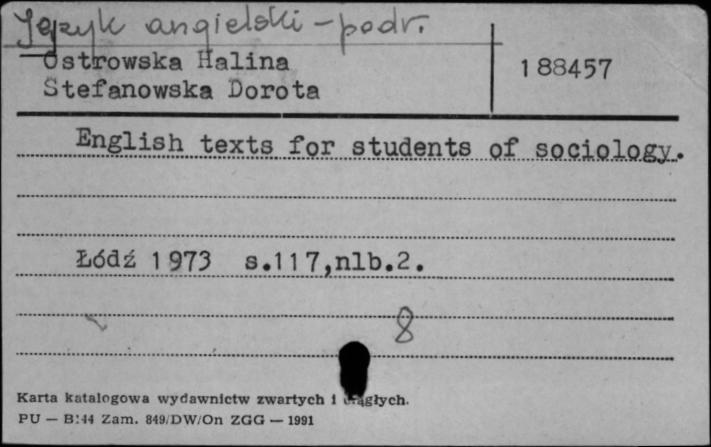 Język angielski - podr.
Ostrowska Halina
188457
Stefanowska Dorota
English texts for students of sociology.
Łódź 1973 s.117,nlb.2.
8
Karta katalogowa wydawnictw zwartych i ciągłych.
PU — B!44 Zam. 849/DW/On ZGG — 1991